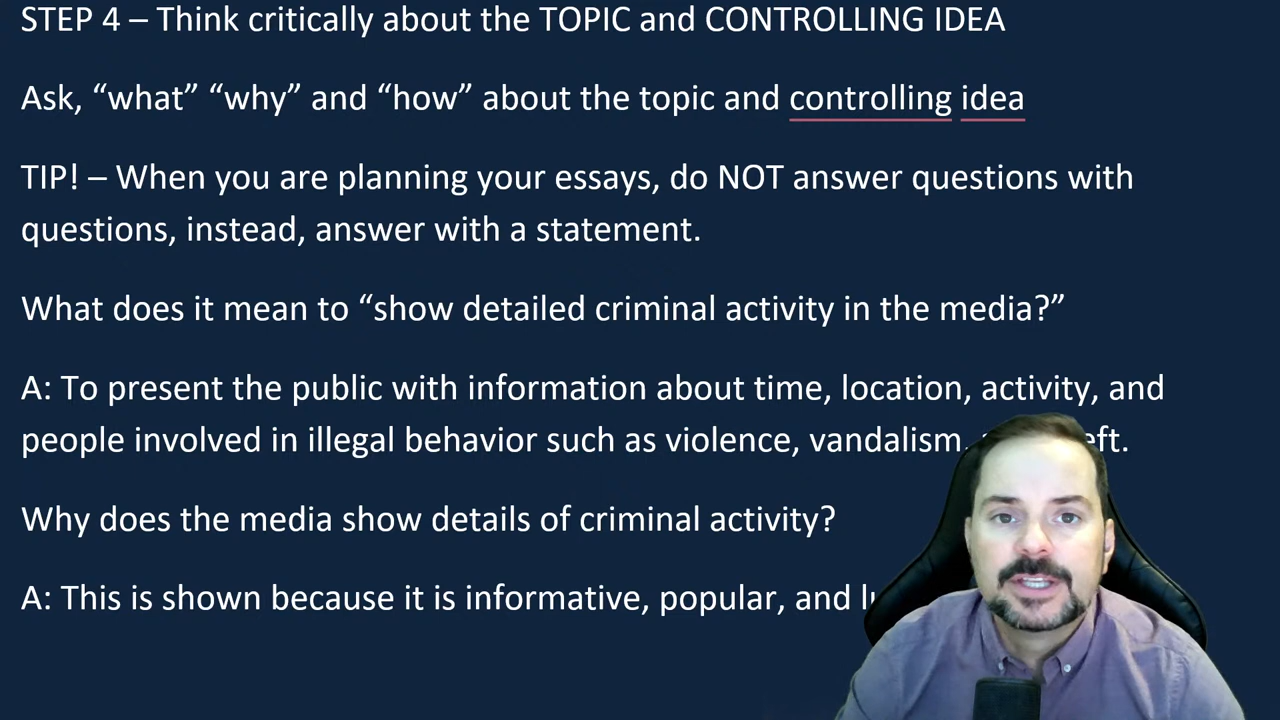 STEP 4 – Think critically about the TOPIC and CONTROLLING IDEA
Ask, “what” “why” and “how” about the topic and controlling idea
TIP! – When you are planning your essays, do NOT answer questions with
questions, instead, answer with a statement.
What does it mean to “show detailed criminal activity in the media?”
A: To present the public with information about time, location, activity, and
people involved in illegal behavior such as violence, vandalism,
Why does the media show details of criminal activity?
A: This is shown because it is informative, popular, and